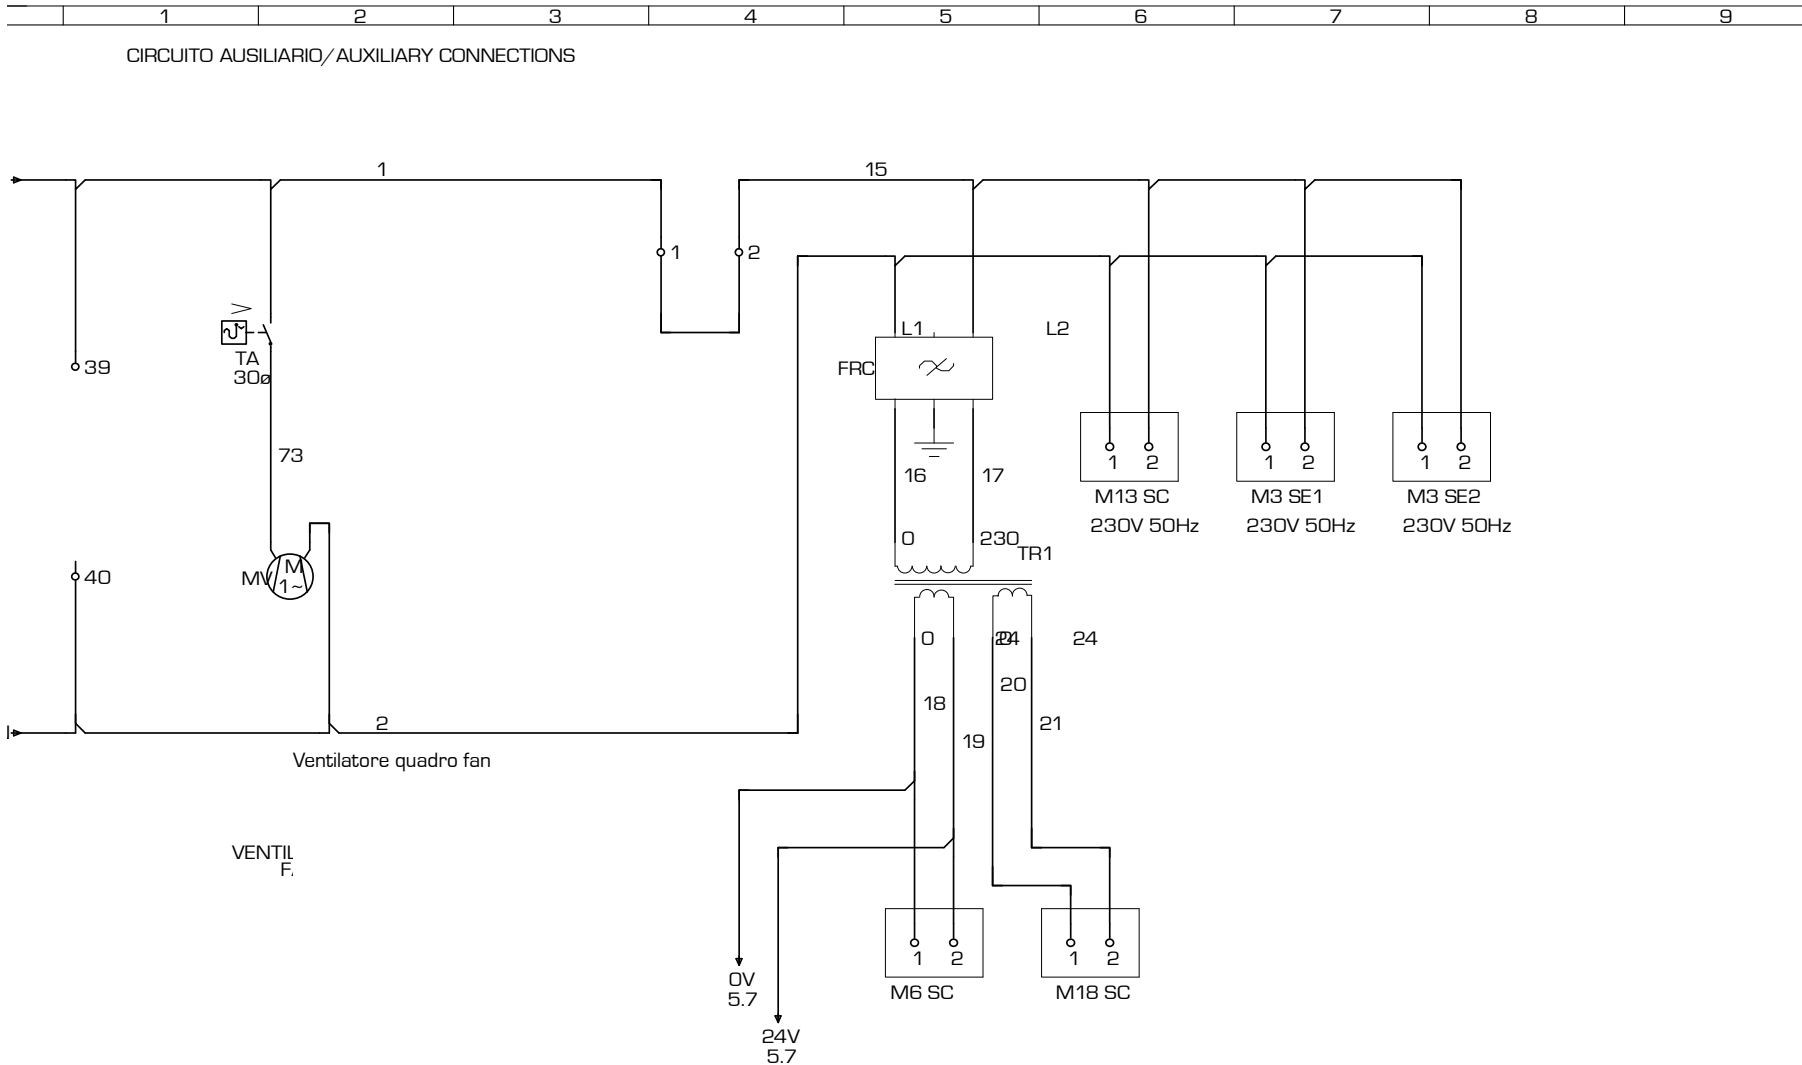 1 2 3 4 5 6 7 8 9
CIRCUITO AUSILIARIO/AUXILIARY CONNECTIONS
1 15
1 2
L1 L2
TA
30ø
39
FRC
73
1 2 1 2 1 2
16 17
M13 SC M3 SE1 M3 SE2
230V 50Hz 230V 50Hz 230V 50Hz
0 230
TR1
M
1~
MV
40
0 24
20
18
2 21
19
Ventilatore quadro fan
VENTIL
F
1 2 1 2
0V
5.7
M6 SC M18 SC
24V
5.7